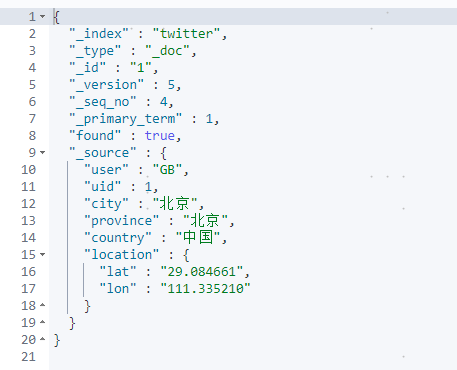 1 {
2 "_index" : "twitter",
3 "_type" : "_doc",
4 "_id" : "1",
5 "_version" : 5,
6 "_seq_no" : 4,
7 "_primary_term" : 1,
8 "found" : true,
9 "_source" : {
10 "user" : "GB",
11 "uid" : 1,
12 "city" : "北京",
13 "province" : "北京",
14 "country" : "中国",
15 "location" : {
16 "lat" : "29.084661",
17 "lon" : "111.335210"
18 }
19 }
20 }
21